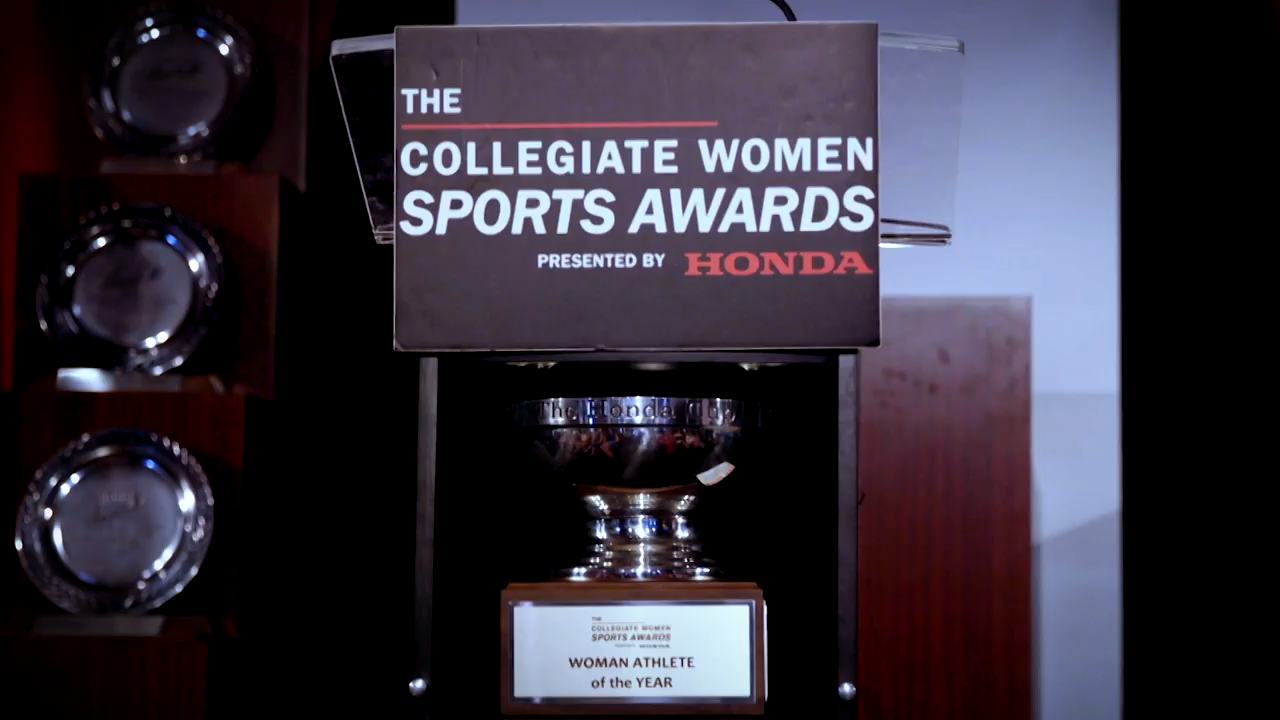 THE
COLLEGIATE WOMEN
SPORTS AWARDS
PRESENTED BY HONDA
The Honda
THE
COLLEGIATE WOMEN
SPORTS AWARDS
WOMAN ATHLETE
of the YEAR